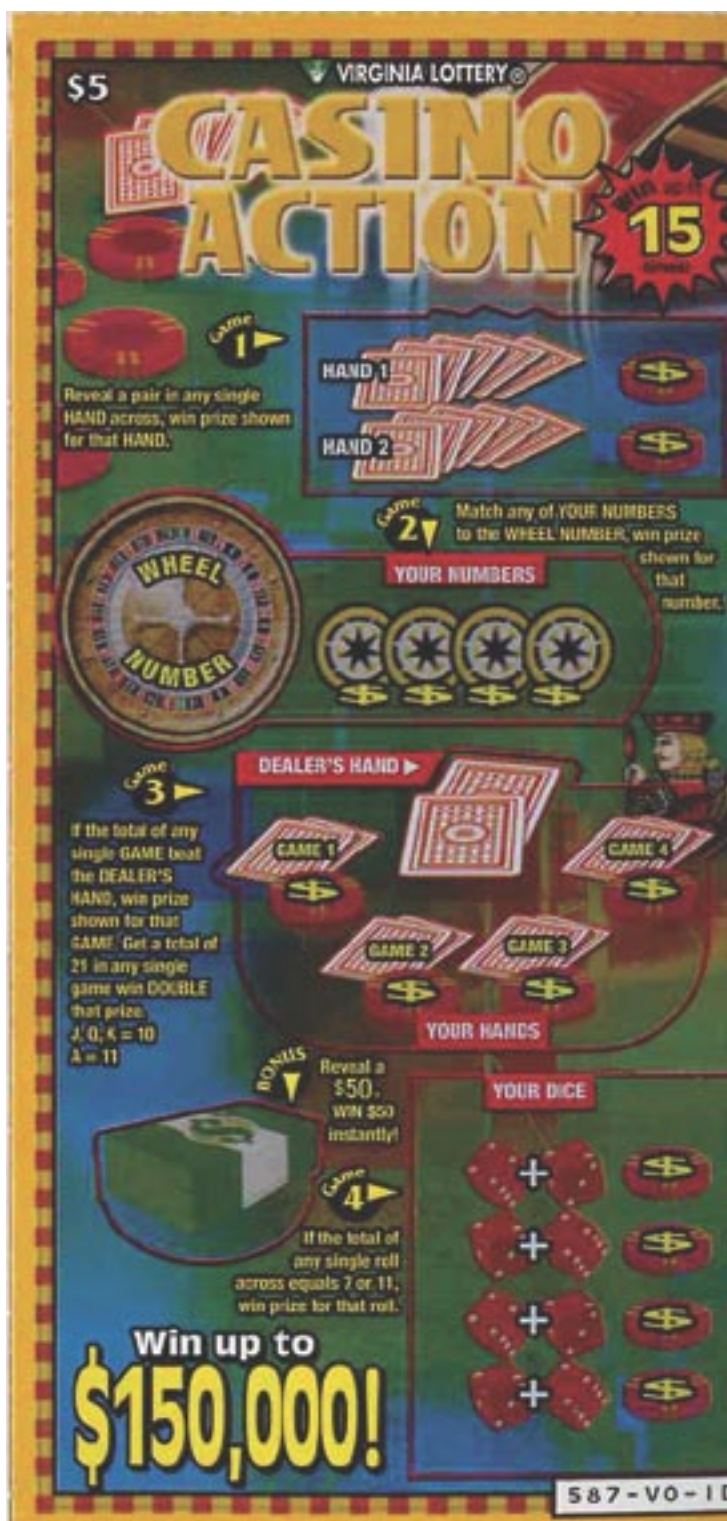 $5
VIRGINIA LOTTERY®
CASINO
ACTION
WIN UP TO
15
Game
1
Reveal a pair in any single
HAND across, win prize shown
for that HAND.
HAND 1
$
HAND 2
$
Game
2
Match any of YOUR NUMBERS
to the WHEEL NUMBER, win prize
shown for
that
number.
WHEEL
NUMBER
YOUR NUMBERS
$ $ $ $
Game
3
If the total of any
single GAME beat
the DEALER'S
HAND, win prize
shown for that
GAME. Get a total of
21 in any single
game win DOUBLE
that prize.
J, Q, K = 10
A = 11
DEALER'S HAND
GAME 1
$
GAME 4
$
GAME 2
$
GAME 3
$
YOUR HANDS
BONUS
Reveal a
$50.
WIN $50
instantly!
Game
4
If the total of
any single roll
across equals 7 or 11,
win prize for that roll.
YOUR DICE
+ $
+ $
+ $
+ $
Win up to
$150,000!
587-VO-ID